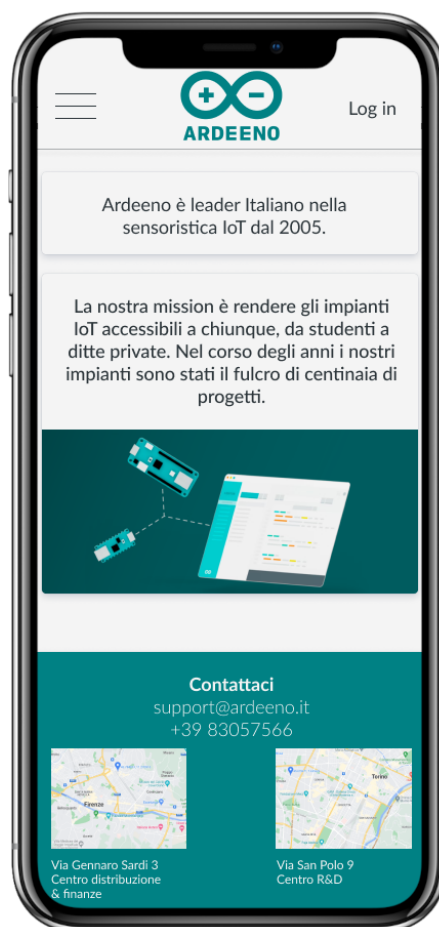 Log in
ARDEENO
Ardeeno è leader Italiano nella
sensoristica IoT dal 2005.
La nostra mission è rendere gli impianti
IoT accessibili a chiunque, da studenti a
ditte private. Nel corso degli anni i nostri
impianti sono stati il fulcro di centinaia di
progetti.
Contattaci
support@ardeeno.it
+39 83057566
Firenze
Torino
Via Gennaro Sardi 3
Centro distribuzione
& finanze
Via San Polo 9
Centro R&D